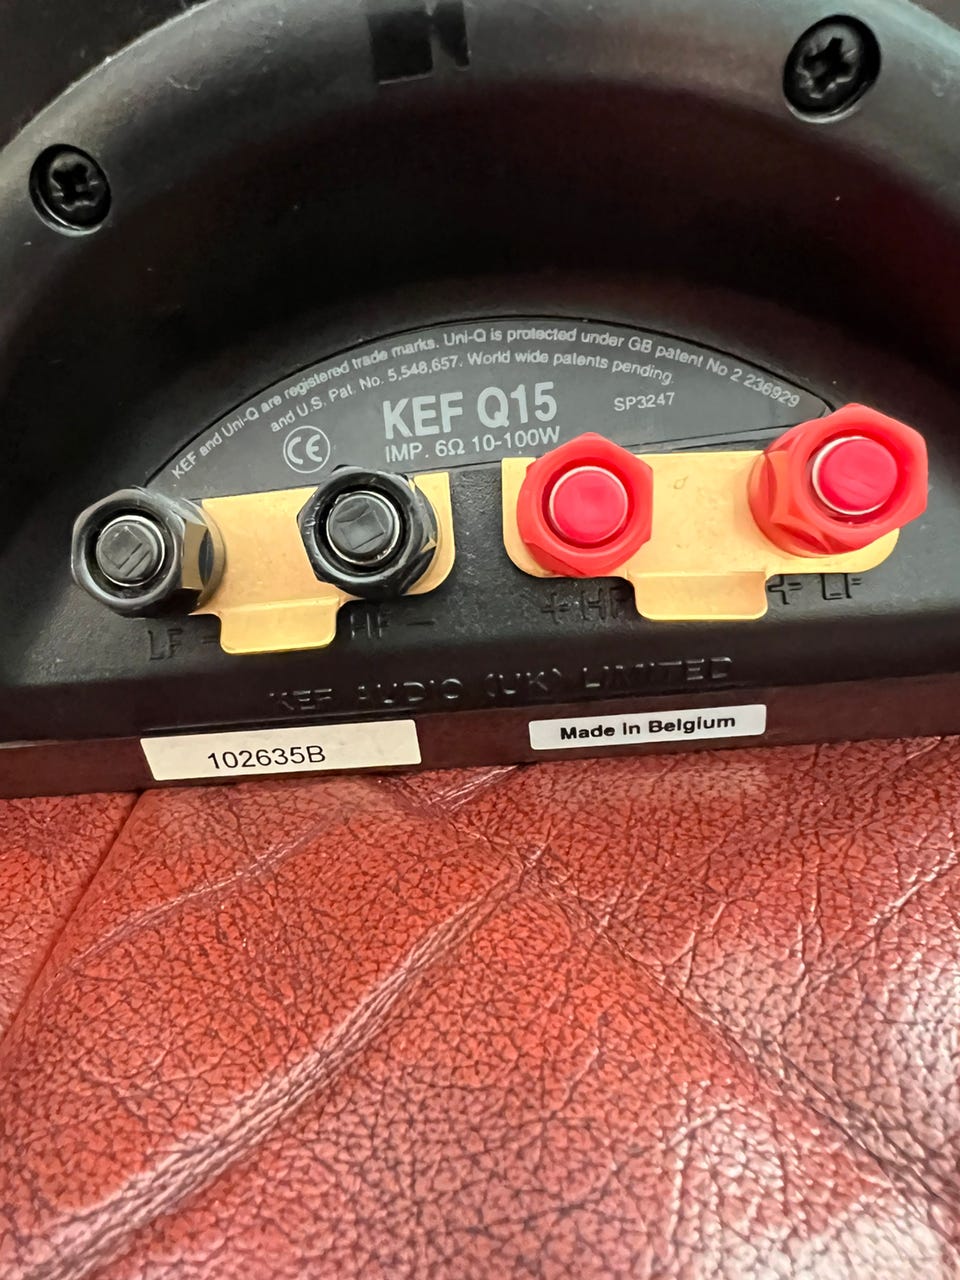 KEF and Uni-Q are registered trade marks. Uni-Q is protected under GB patent No 2 236929
and U.S. Pat. No. 5,548,657. World wide patents pending.
CE
KEF Q15
SP3247
IMP. 6Ω 10-100W
LF -
HF -
+ HF
+ LF
KEF AUDIO (UK) LIMITED
102635B
Made in Belgium